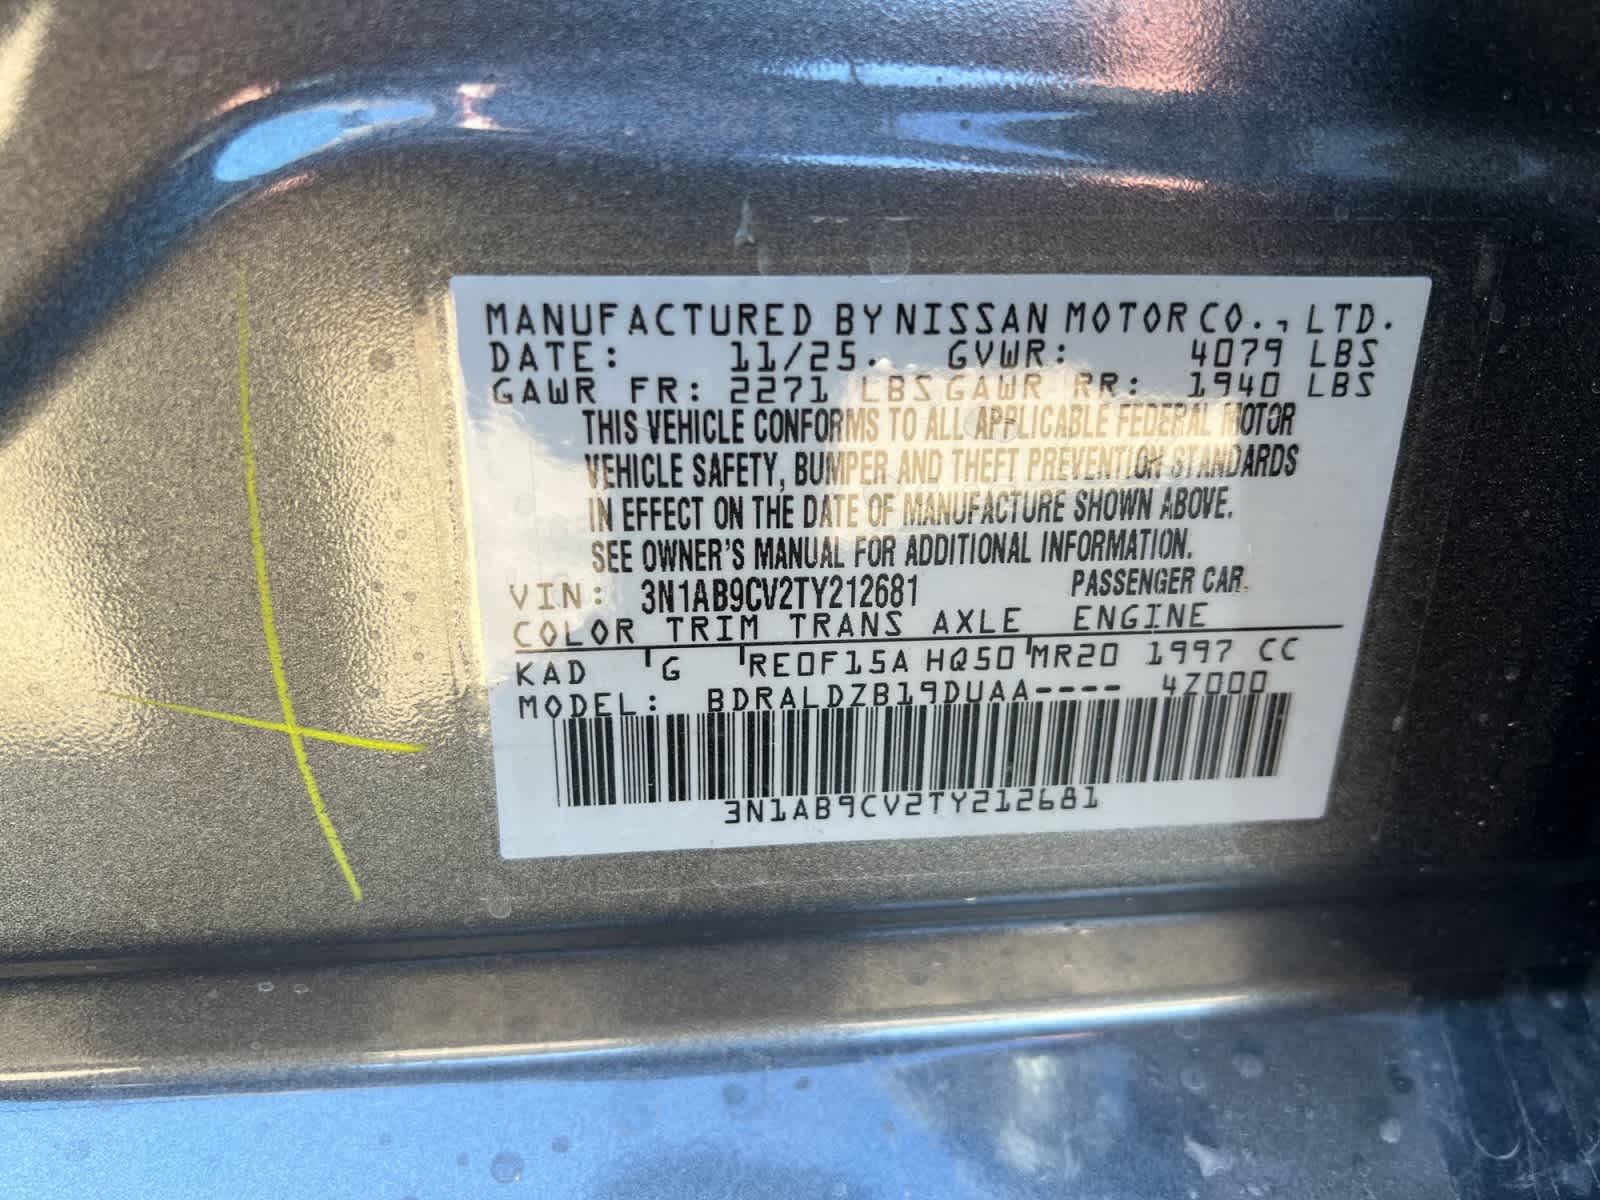 MANUFACTURED BY NISSAN MOTOR CO., LTD.
DATE: 11/25. GVWR: 4079 LBS
GAWR FR: 2271 LBS GAWR RR: 1940 LBS
THIS VEHICLE CONFORMS TO ALL APPLICABLE FEDERAL MOTOR
VEHICLE SAFETY, BUMPER AND THEFT PREVENTION STANDARDS
IN EFFECT ON THE DATE OF MANUFACTURE SHOWN ABOVE.
SEE OWNER'S MANUAL FOR ADDITIONAL INFORMATION.
VIN: 3N1AB9CV2TY212681 PASSENGER CAR.
COLOR TRIM TRANS AXLE ENGINE
KAD G RE0F15A HQ50 MR20 1997 CC
MODEL: BDRALDZB19DUAA---- 4Z000
3N1AB9CV2TY212681